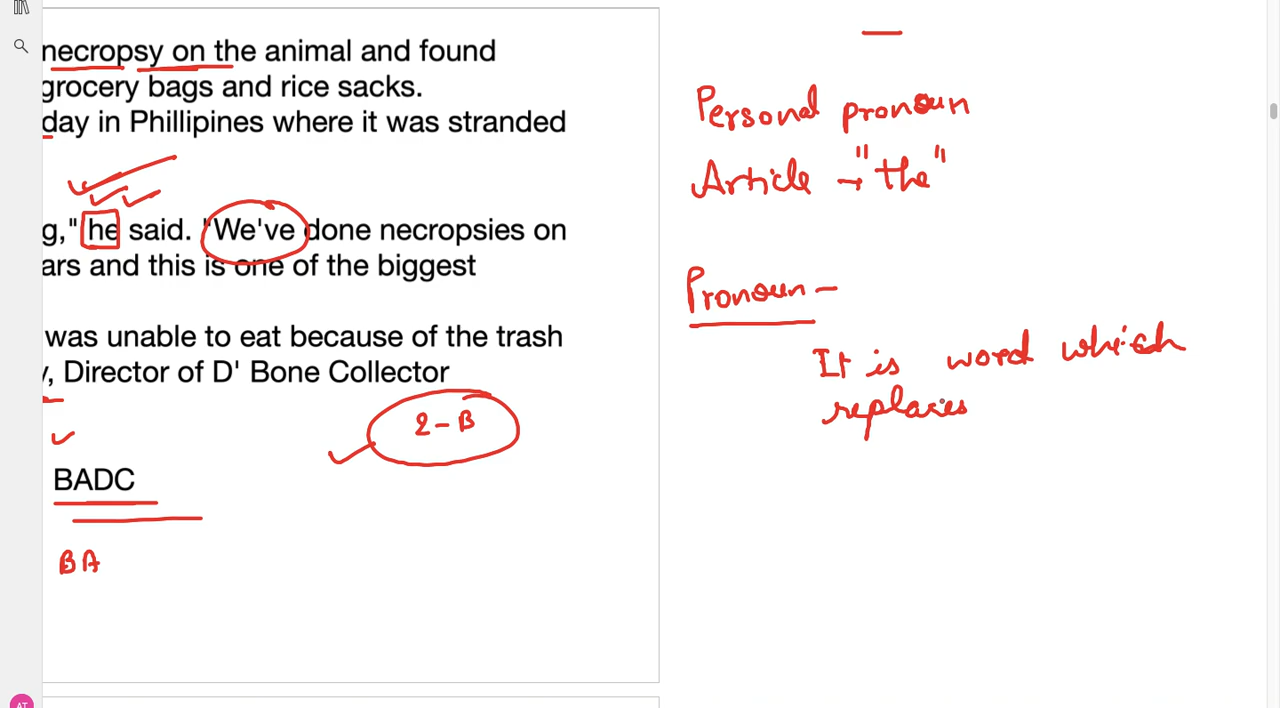 necropsy on the animal and found
grocery bags and rice sacks.
day in Phillipines where it was stranded
g," he said. "We've done necropsies on
ars and this is one of the biggest
was unable to eat because of the trash
, Director of D' Bone Collector
2-B
BADC
BA
Personal pronoun
Article → "the"
Pronoun -
It is word which
replaces
AT